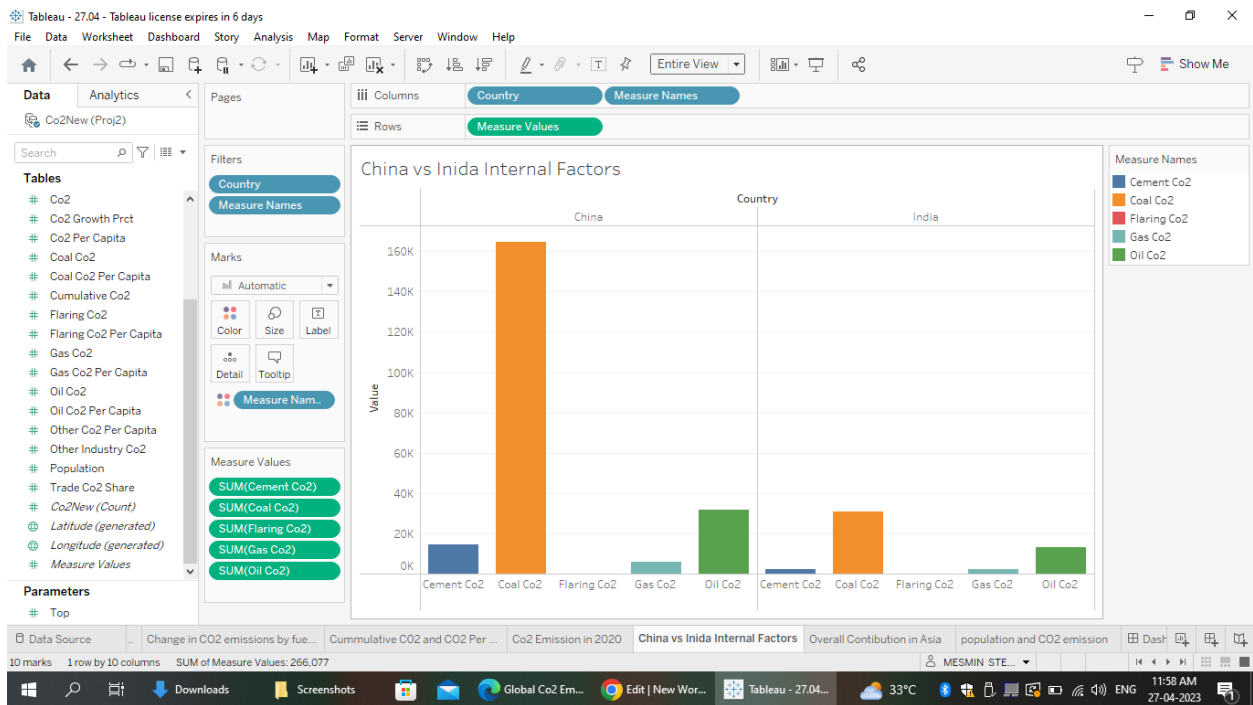 Tableau - 27.04 - Tableau license expires in 6 days
File Data Worksheet Dashboard Story Analysis Map Format Server Window Help
Entire View
Show Me
Data Analytics
Co2New (Proj2)
Search
Tables
Co2
Co2 Growth Prct
Co2 Per Capita
Coal Co2
Coal Co2 Per Capita
Cumulative Co2
Flaring Co2
Flaring Co2 Per Capita
Gas Co2
Gas Co2 Per Capita
Oil Co2
Oil Co2 Per Capita
Other Co2 Per Capita
Other Industry Co2
Population
Trade Co2 Share
Co2New (Count)
Latitude (generated)
Longitude (generated)
Measure Values
Parameters
Top
Pages
Filters
Country
Measure Names
Marks
Automatic
Color Size Label
Detail Tooltip
Measure Nam..
Measure Values
SUM(Cement Co2)
SUM(Coal Co2)
SUM(Flaring Co2)
SUM(Gas Co2)
SUM(Oil Co2)
Columns Country Measure Names
Rows Measure Values
China vs Inida Internal Factors
Country
China India
160K
140K
120K
100K
80K
60K
40K
20K
0K
Value
Cement Co2 Coal Co2 Flaring Co2 Gas Co2 Oil Co2 Cement Co2 Coal Co2 Flaring Co2 Gas Co2 Oil Co2
Measure Names
Cement Co2
Coal Co2
Flaring Co2
Gas Co2
Oil Co2
Data Source .. Change in CO2 emissions by fue... Cummulative CO2 and CO2 Per ... Co2 Emission in 2020 China vs Inida Internal Factors Overall Contibution in Asia population and CO2 emission Dash
10 marks 1 row by 10 columns SUM of Measure Values: 266,077 MESMIN STE...
Downloads Screenshots Global Co2 Em... Edit | New Wor... Tableau - 27.04... 33°C ENG 11:58 AM
27-04-2023
1